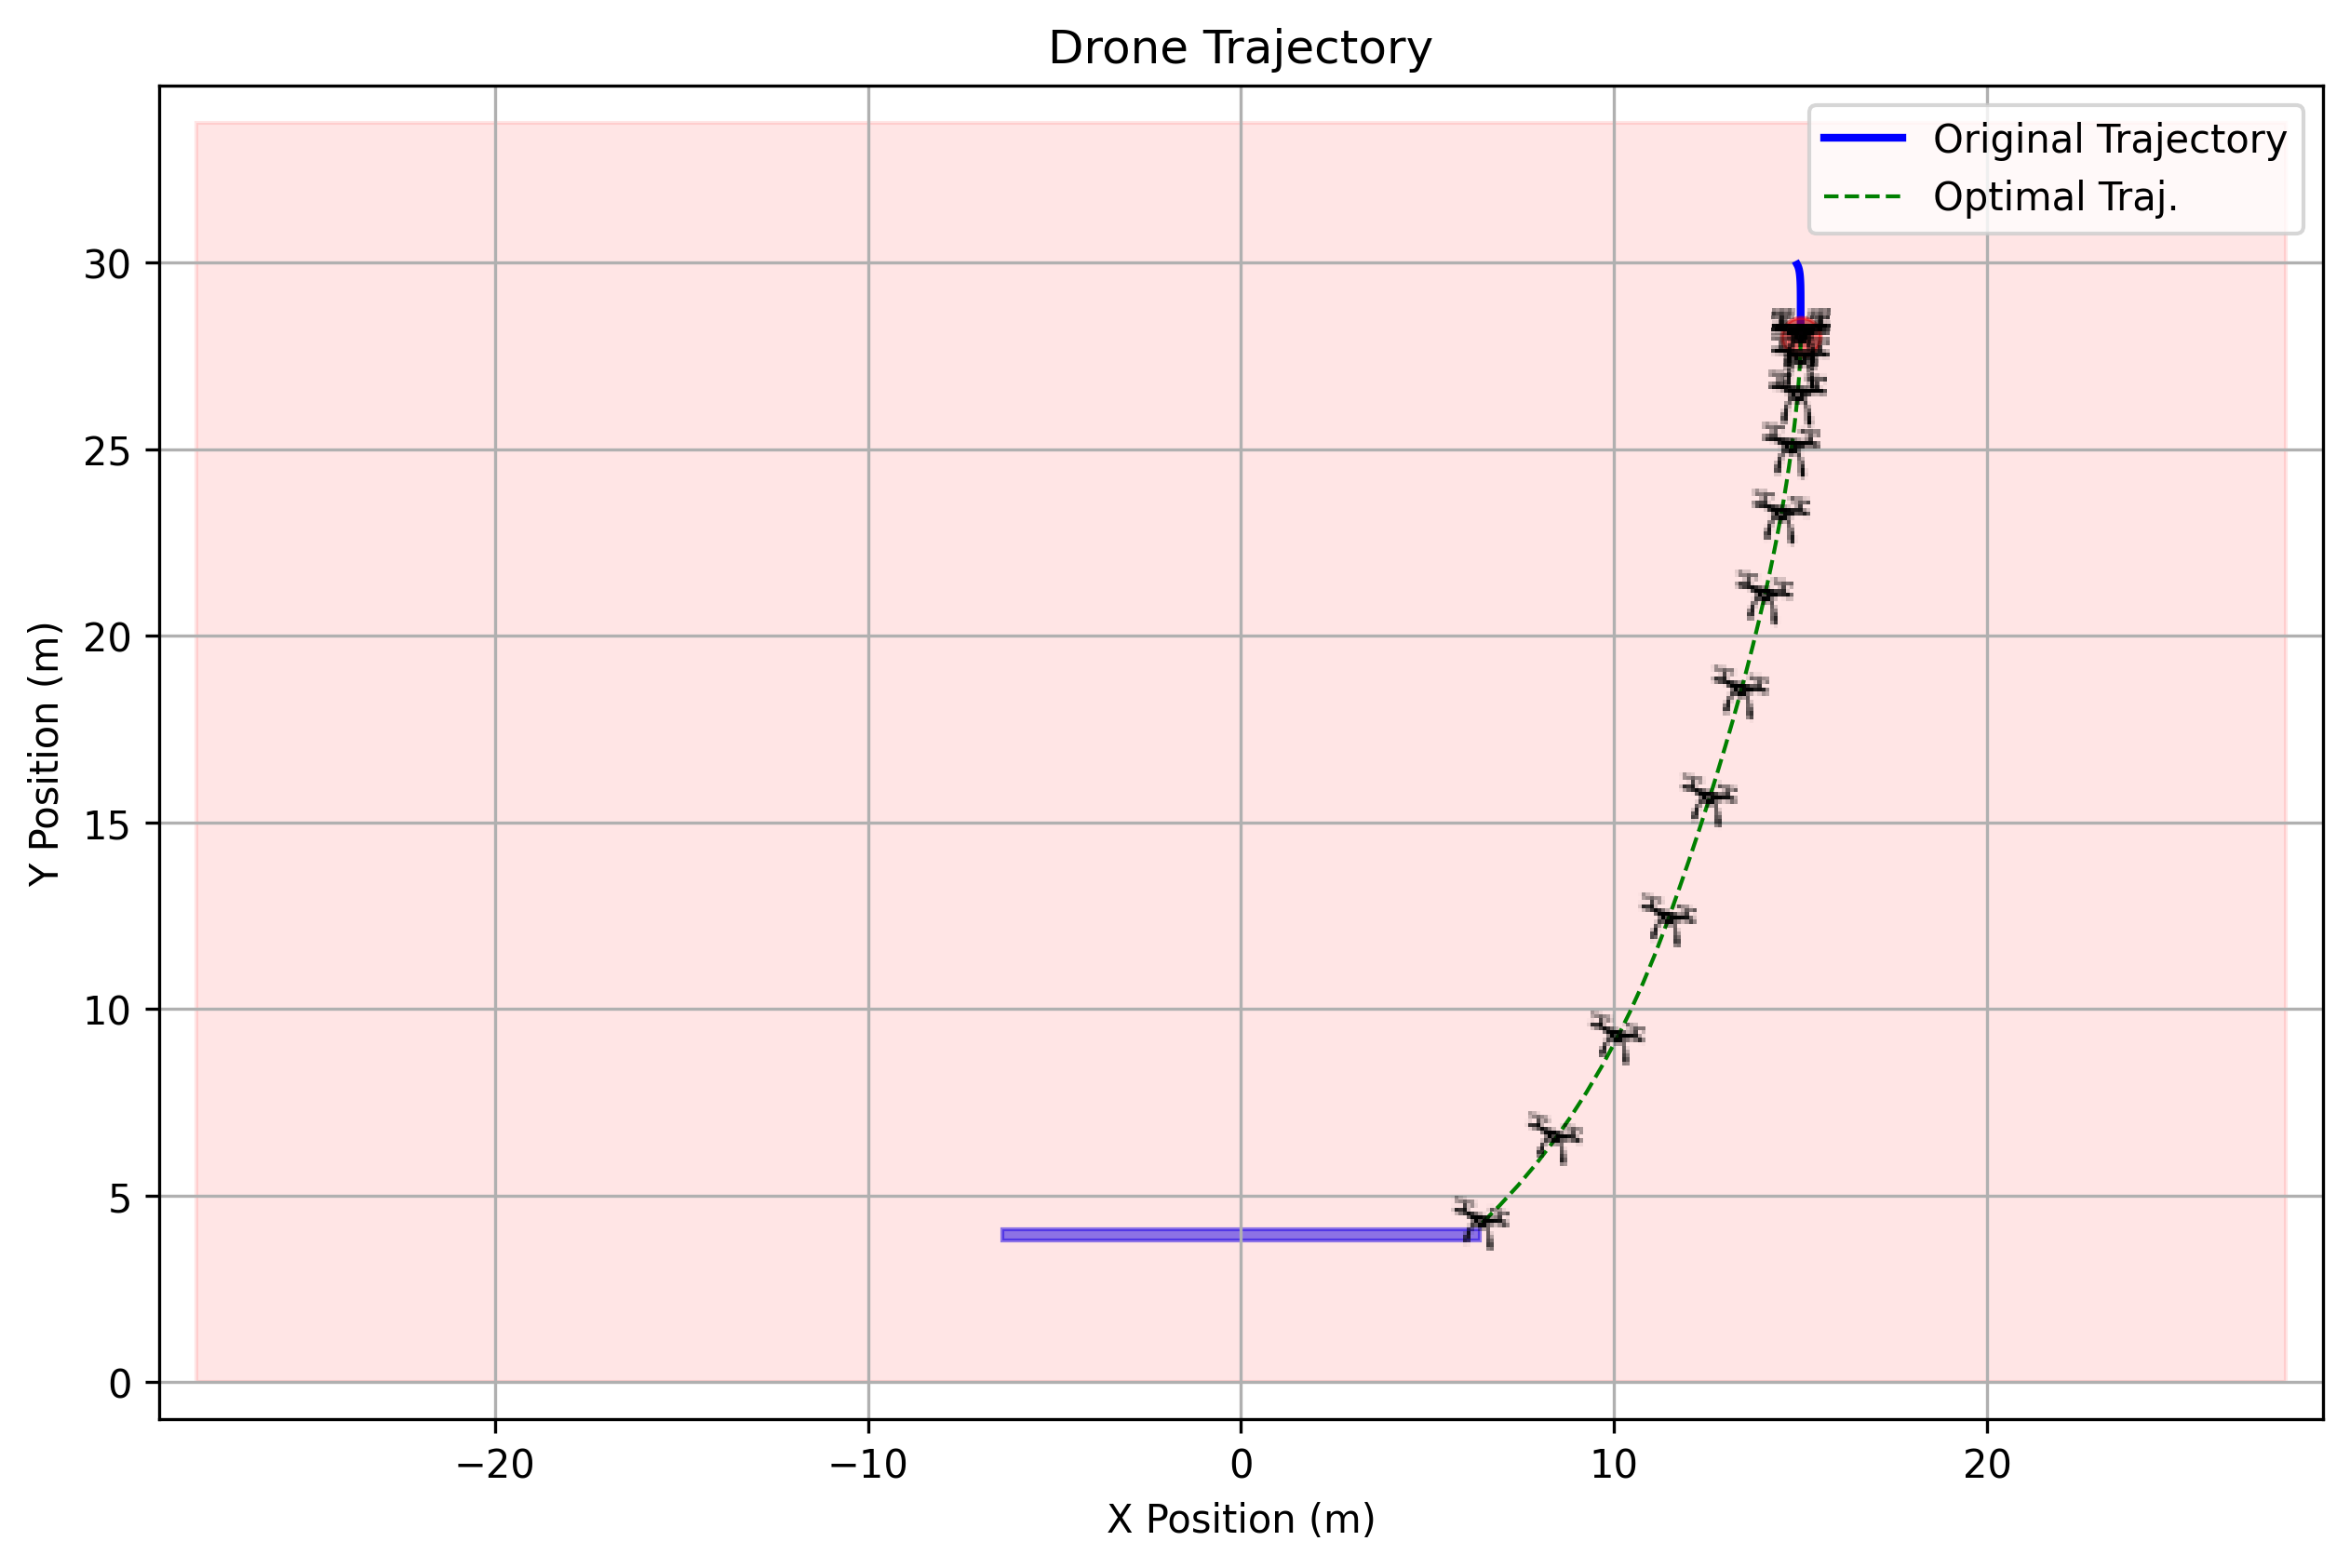 Drone Trajectory
Original Trajectory
Optimal Traj.
30
25
20
15
10
5
0
Y Position (m)
−20
−10
0
10
20
X Position (m)